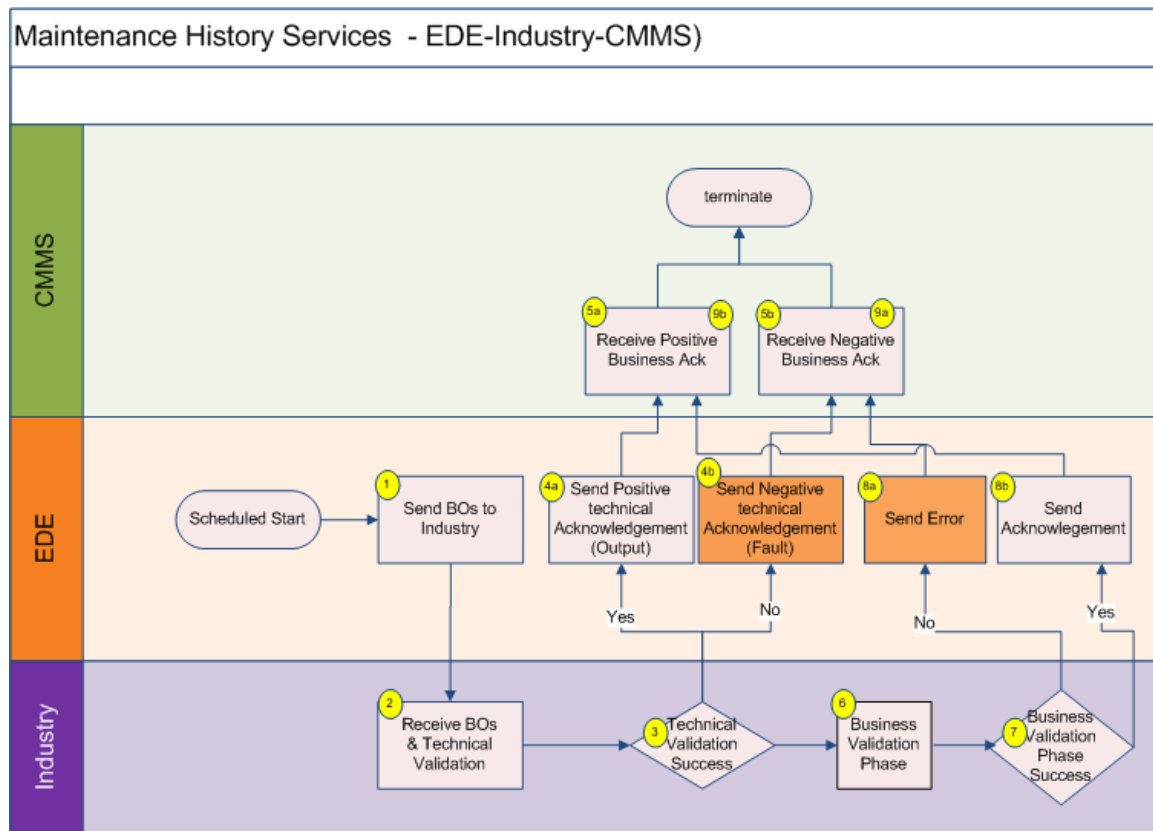 Maintenance History Services  - EDE-Industry-CMMS)
CMMS
terminate
5a
9b
Receive Positive
Business Ack
5b
9a
Receive Negative
Business Ack
EDE
Scheduled Start
1
Send BOs to
Industry
4a
Send Positive
technical
Acknowledgement
(Output)
4b
Send Negative
technical
Acknowledgement
(Fault)
8a
Send Error
8b
Send
Acknowlegement
Yes
No
No
Yes
Industry
2
Receive BOs
& Technical
Validation
3
Technical
Validation
Success
6
Business
Validation
Phase
7
Business
Validation
Phase
Success